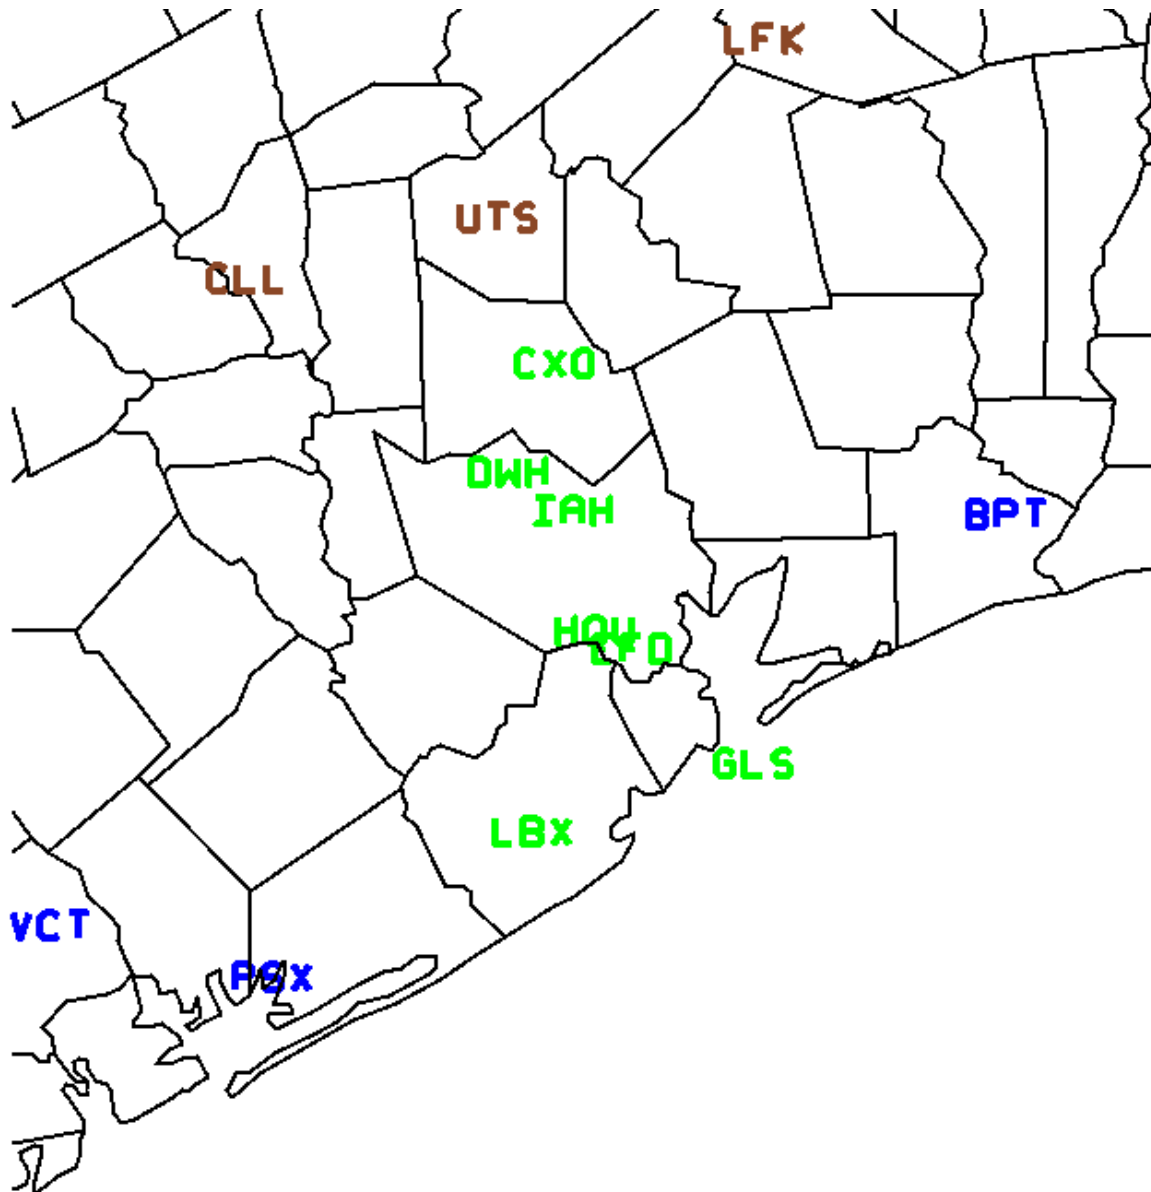 LFK
UTS
CLL
CXO
DWH
IAH
BPT
HOU
EFD
GLS
LBX
VCT
PSX